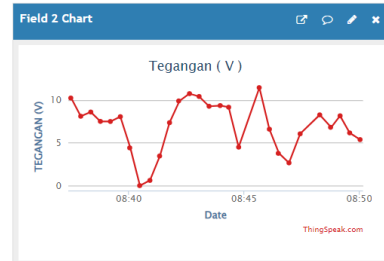 Field 2 Chart
Tegangan ( V )
TEGANGAN (V)
10
5
0
08:40
08:45
08:50
Date
ThingSpeak.com